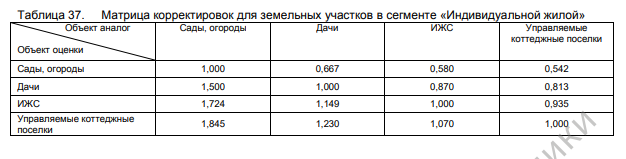 Таблица 37. Матрица корректировок для земельных участков в сегменте «Индивидуальной жилой»
Объект аналог
Объект оценки
Сады, огороды
Дачи
ИЖС
Управляемые
коттеджные
поселки
Сады, огороды 1,000 0,667 0,580 0,542
Дачи 1,500 1,000 0,870 0,813
ИЖС 1,724 1,149 1,000 0,935
Управляемые коттеджные
поселки 1,845 1,230 1,070 1,000